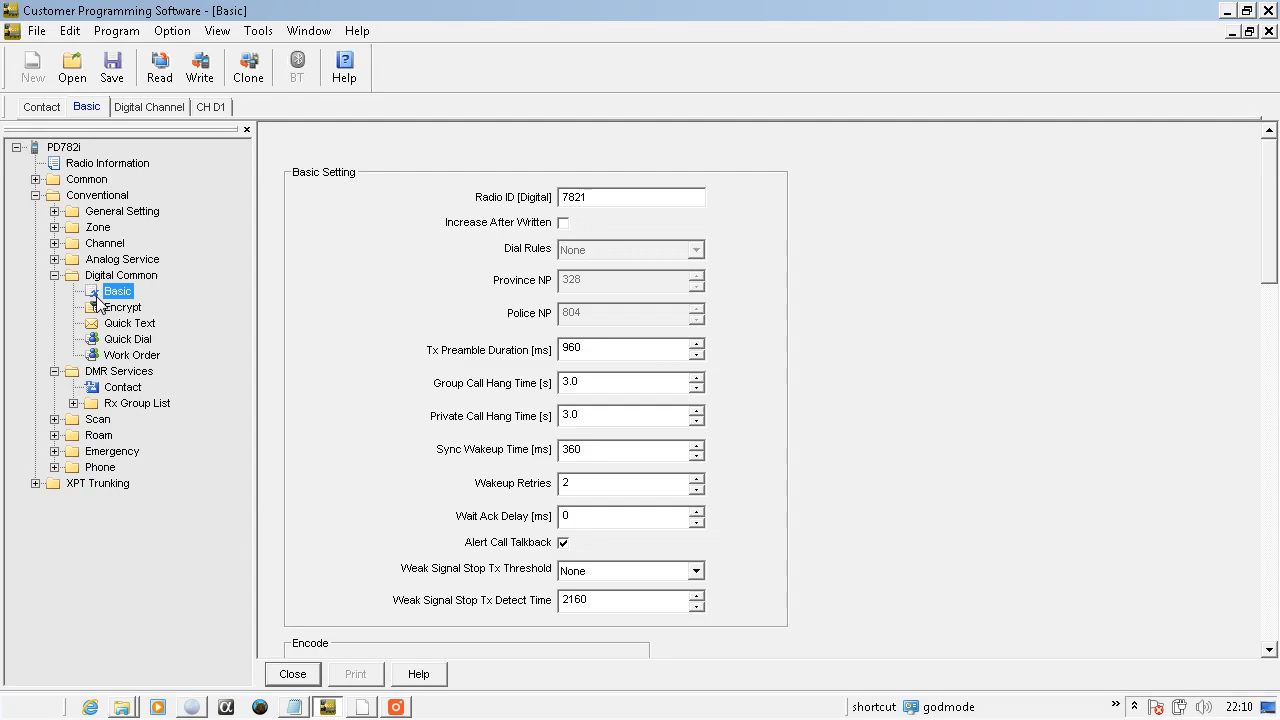 Customer Programming Software - [Basic]
File Edit Program Option View Tools Window Help
New Open Save Read Write Clone BT Help
Contact Basic Digital Channel CH D1
PD782i
Radio Information
Common
Conventional
General Setting
Zone
Channel
Analog Service
Digital Common
Basic
Encrypt
Quick Text
Quick Dial
Work Order
DMR Services
Contact
Rx Group List
Scan
Roam
Emergency
Phone
XPT Trunking
Basic Setting
Radio ID [Digital] 7821
Increase After Written
Dial Rules None
Province NP 328
Police NP 804
Tx Preamble Duration [ms] 960
Group Call Hang Time [s] 3.0
Private Call Hang Time [s] 3.0
Sync Wakeup Time [ms] 360
Wakeup Retries 2
Wait Ack Delay [ms] 0
Alert Call Talkback
Weak Signal Stop Tx Threshold None
Weak Signal Stop Tx Detect Time 2160
Encode
Close Print Help
shortcut godmode 22:10